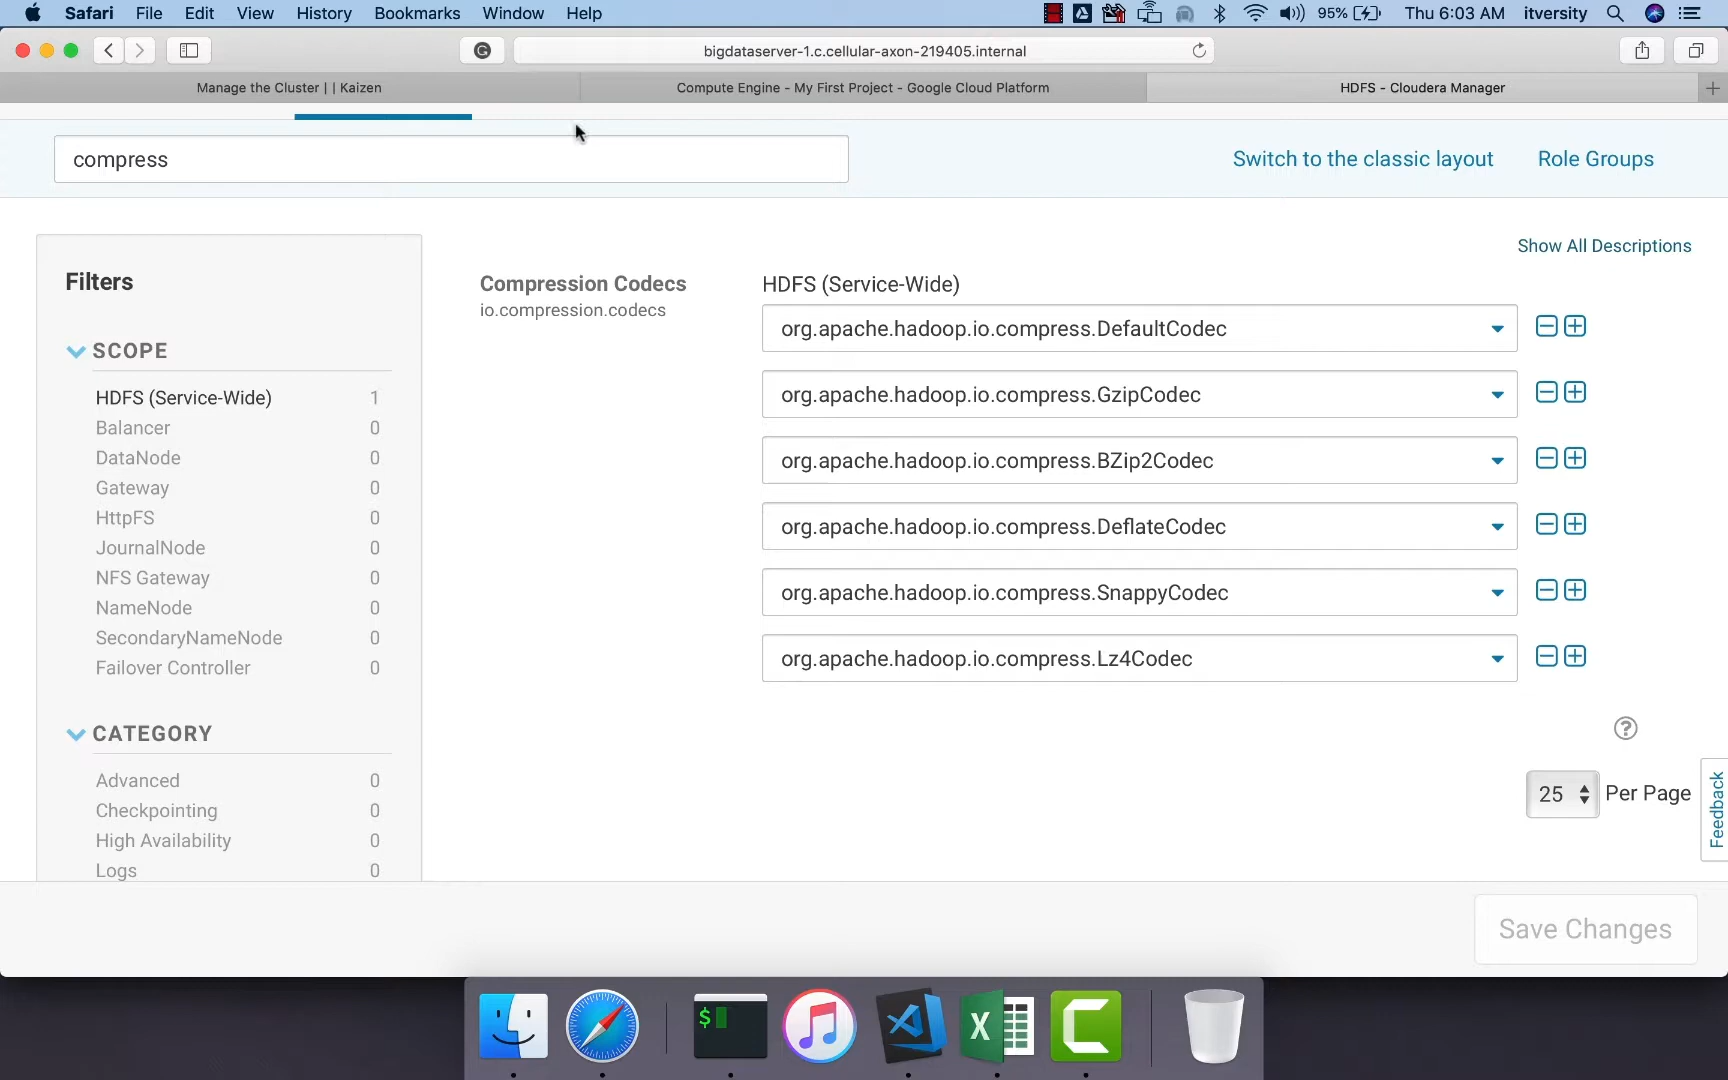 Safari File Edit View History Bookmarks Window Help 95% Thu 6:03 AM itversity
bigdataserver-1.c.cellular-axon-219405.internal
Manage the Cluster | | Kaizen
Compute Engine - My First Project - Google Cloud Platform
HDFS - Cloudera Manager
compress
Switch to the classic layout
Role Groups
Show All Descriptions
Filters
SCOPE
HDFS (Service-Wide) 1
Balancer 0
DataNode 0
Gateway 0
HttpFS 0
JournalNode 0
NFS Gateway 0
NameNode 0
SecondaryNameNode 0
Failover Controller 0
CATEGORY
Advanced 0
Checkpointing 0
High Availability 0
Logs 0
Compression Codecs
io.compression.codecs
HDFS (Service-Wide)
org.apache.hadoop.io.compress.DefaultCodec
org.apache.hadoop.io.compress.GzipCodec
org.apache.hadoop.io.compress.BZip2Codec
org.apache.hadoop.io.compress.DeflateCodec
org.apache.hadoop.io.compress.SnappyCodec
org.apache.hadoop.io.compress.Lz4Codec
25 Per Page
Feedback
Save Changes